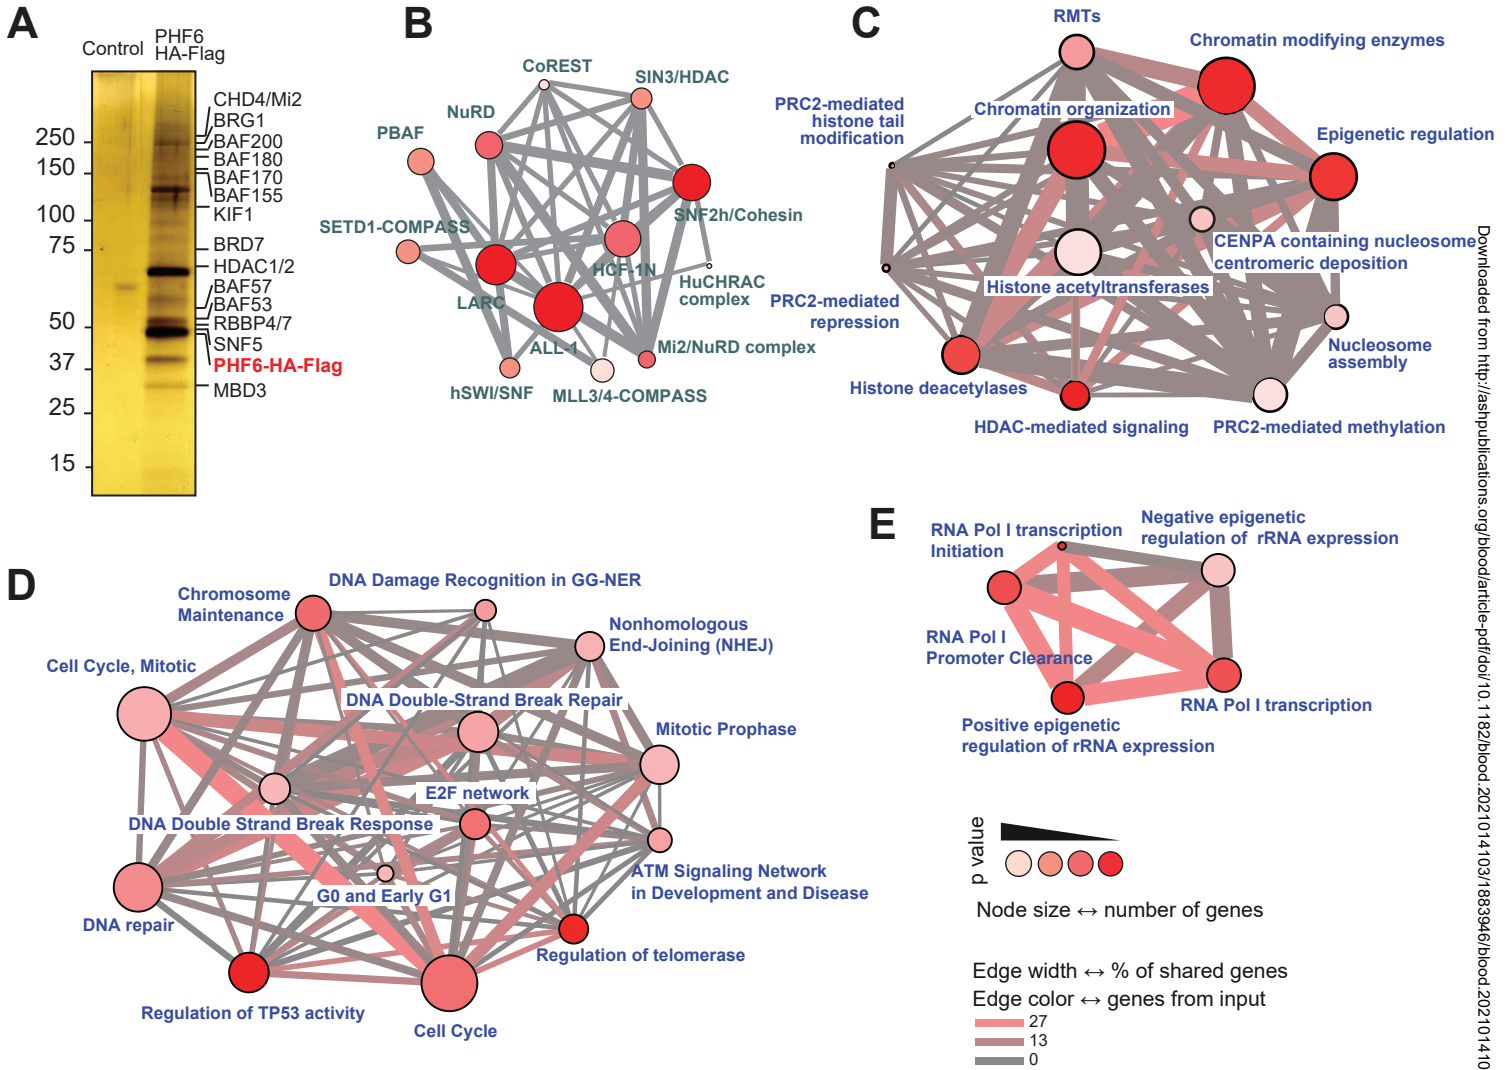 A
Control
PHF6
HA-Flag
250
150
100
75
50
37
25
15
CHD4/Mi2
BRG1
BAF200
BAF180
BAF170
BAF155
KIF1
BRD7
HDAC1/2
BAF57
BAF53
RBBP4/7
SNF5
PHF6-HA-Flag
MBD3
B
CoREST
SIN3/HDAC
NuRD
PBAF
SNF2h/Cohesin
SETD1-COMPASS
HCF-1N
HuCHRAC
complex
LARC
ALL-1
Mi2/NuRD complex
hSWI/SNF
MLL3/4-COMPASS
C
RMTs
Chromatin modifying enzymes
PRC2-mediated
histone tail
modification
Chromatin organization
Epigenetic regulation
CENPA containing nucleosome
centromeric deposition
Histone acetyltransferases
PRC2-mediated
repression
Nucleosome
assembly
Histone deacetylases
HDAC-mediated signaling
PRC2-mediated methylation
D
DNA Damage Recognition in GG-NER
Chromosome
Maintenance
Nonhomologous
End-Joining (NHEJ)
Cell Cycle, Mitotic
DNA Double-Strand Break Repair
Mitotic Prophase
E2F network
DNA Double Strand Break Response
ATM Signaling Network
in Development and Disease
G0 and Early G1
DNA repair
Regulation of telomerase
Regulation of TP53 activity
Cell Cycle
E
RNA Pol I transcription
Initiation
Negative epigenetic
regulation of rRNA expression
RNA Pol I
Promoter Clearance
RNA Pol I transcription
Positive epigenetic
regulation of rRNA expression
p value
Node size ↔ number of genes
Edge width ↔ % of shared genes
Edge color ↔ genes from input
27
13
0
Downloaded from http://ashpublications.org/blood/article-pdf/doi/10.1182/blood.2021014103/1883946/blood.202101410